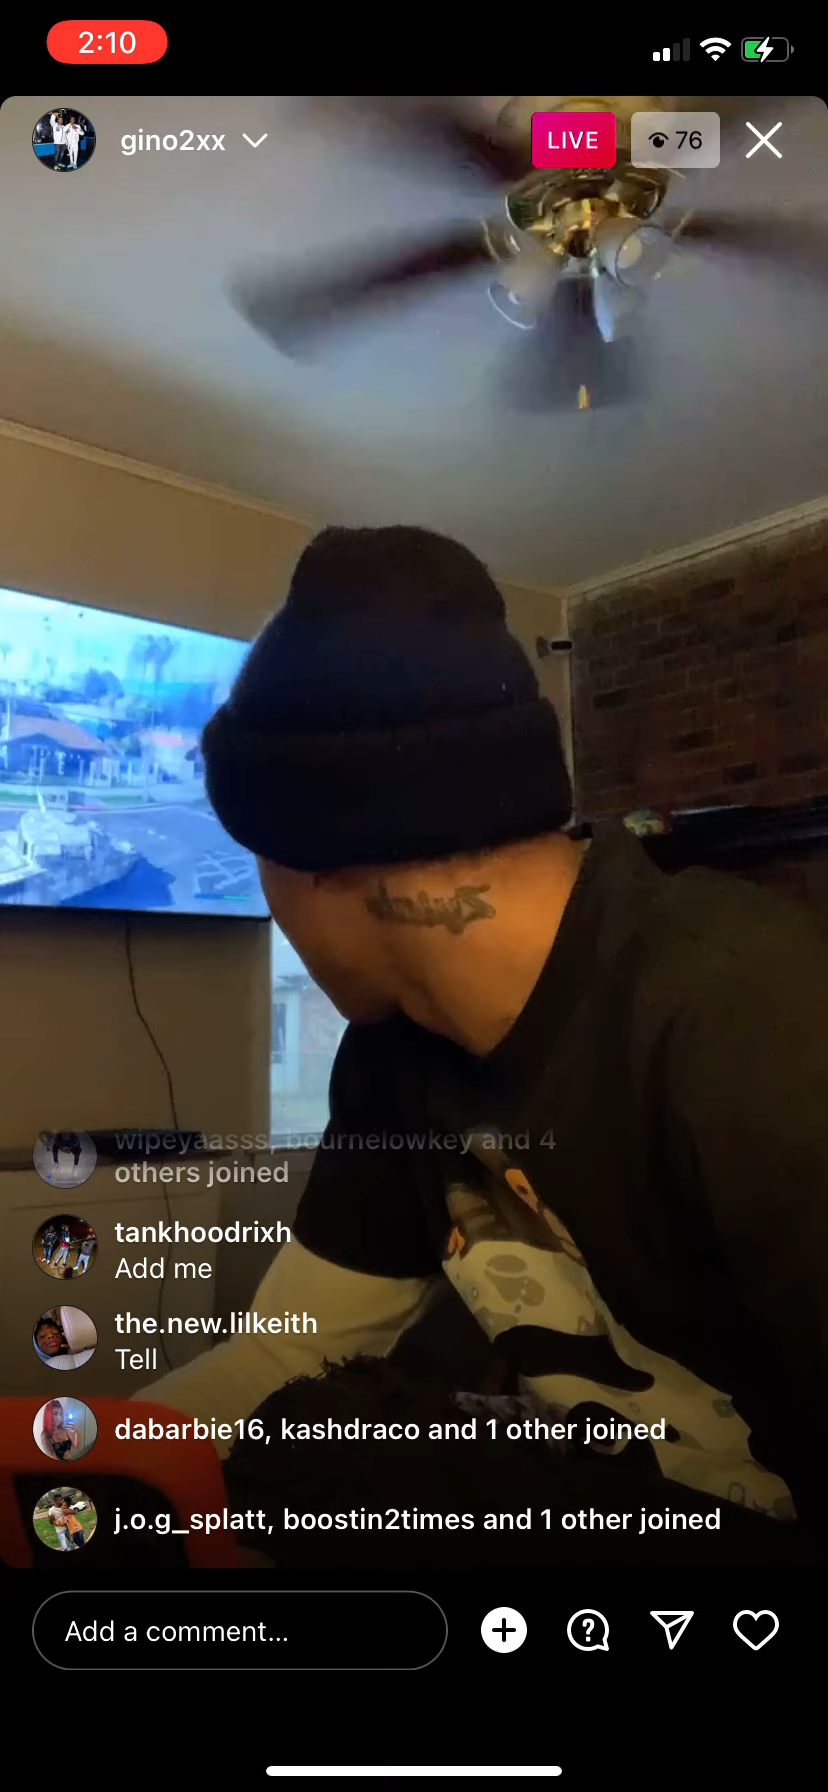 2:10
gino2xx
LIVE
76
wipeyaasss, bournelowkey and 4
others joined
tankhoodrixh
Add me
the.new.lilkeith
Tell
dabarbie16, kashdraco and 1 other joined
j.o.g_splatt, boostin2times and 1 other joined
Add a comment...